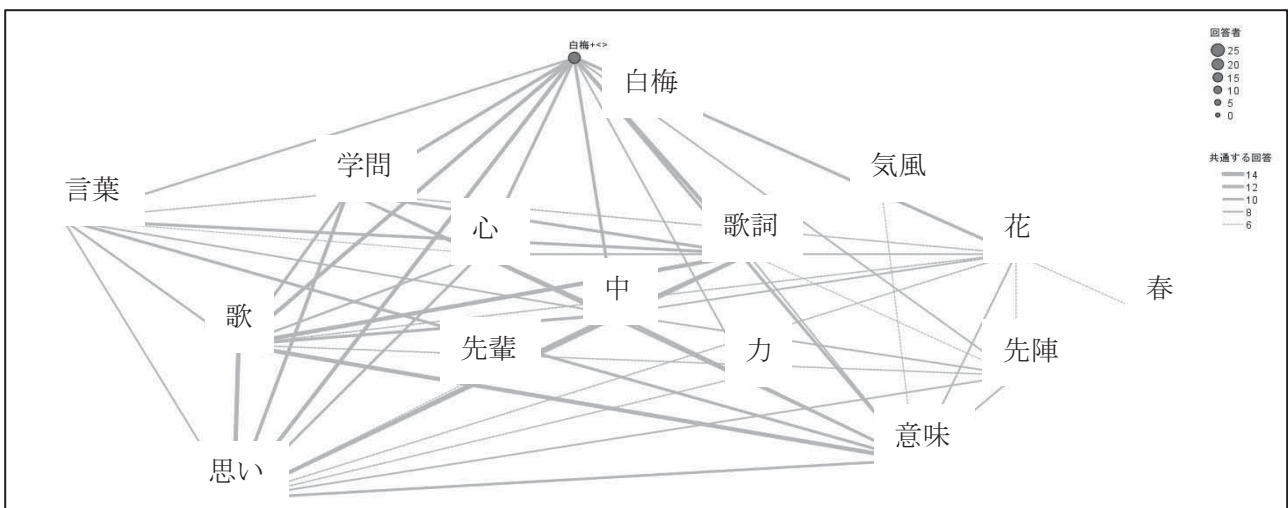 白梅+<>
白梅
回答者
25
20
15
10
5
0
学問
気風
言葉
心
歌詞
花
共通する回答
14
12
10
8
6
中
春
歌
先輩
力
先陣
思い
意味